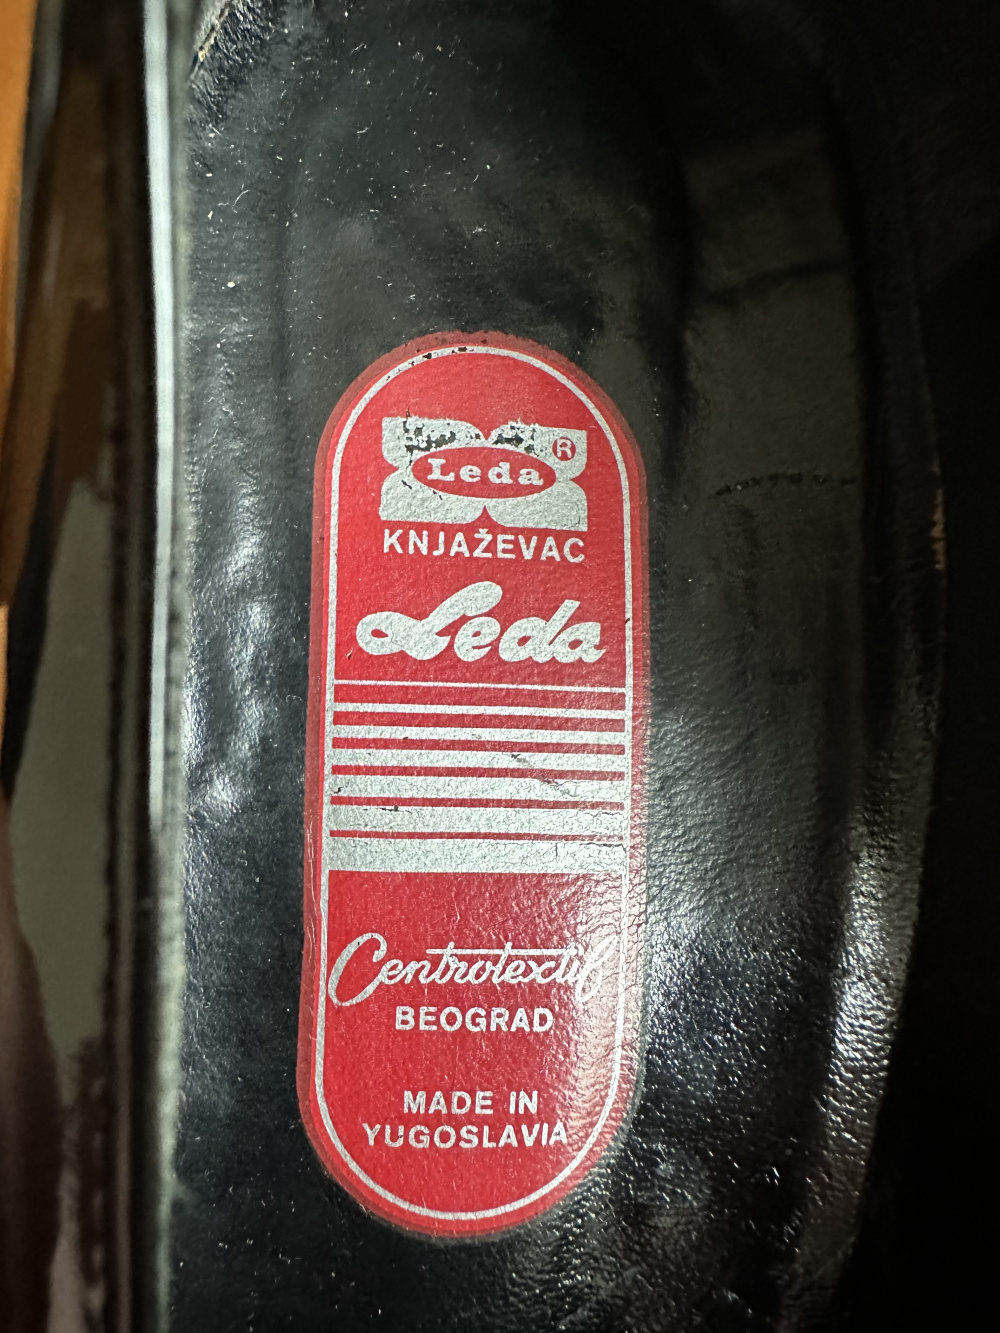 Leda ®
KNJAŽEVAC
Leda
Centrotextil
BEOGRAD
MADE IN
YUGOSLAVIA